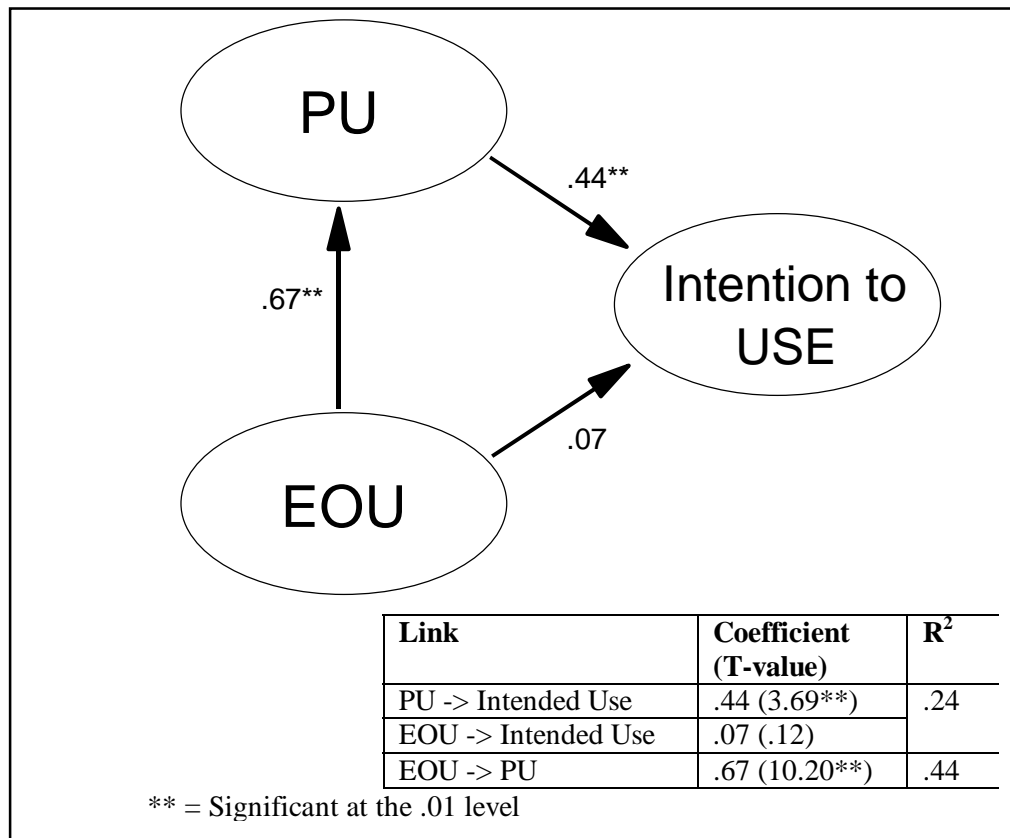 PU
.44**
Intention to
USE
.67**
.07
EOU
Link Coefficient R²
(T-value)
PU -> Intended Use .44 (3.69**) .24
EOU -> Intended Use .07 (.12)
EOU -> PU .67 (10.20**) .44
** = Significant at the .01 level